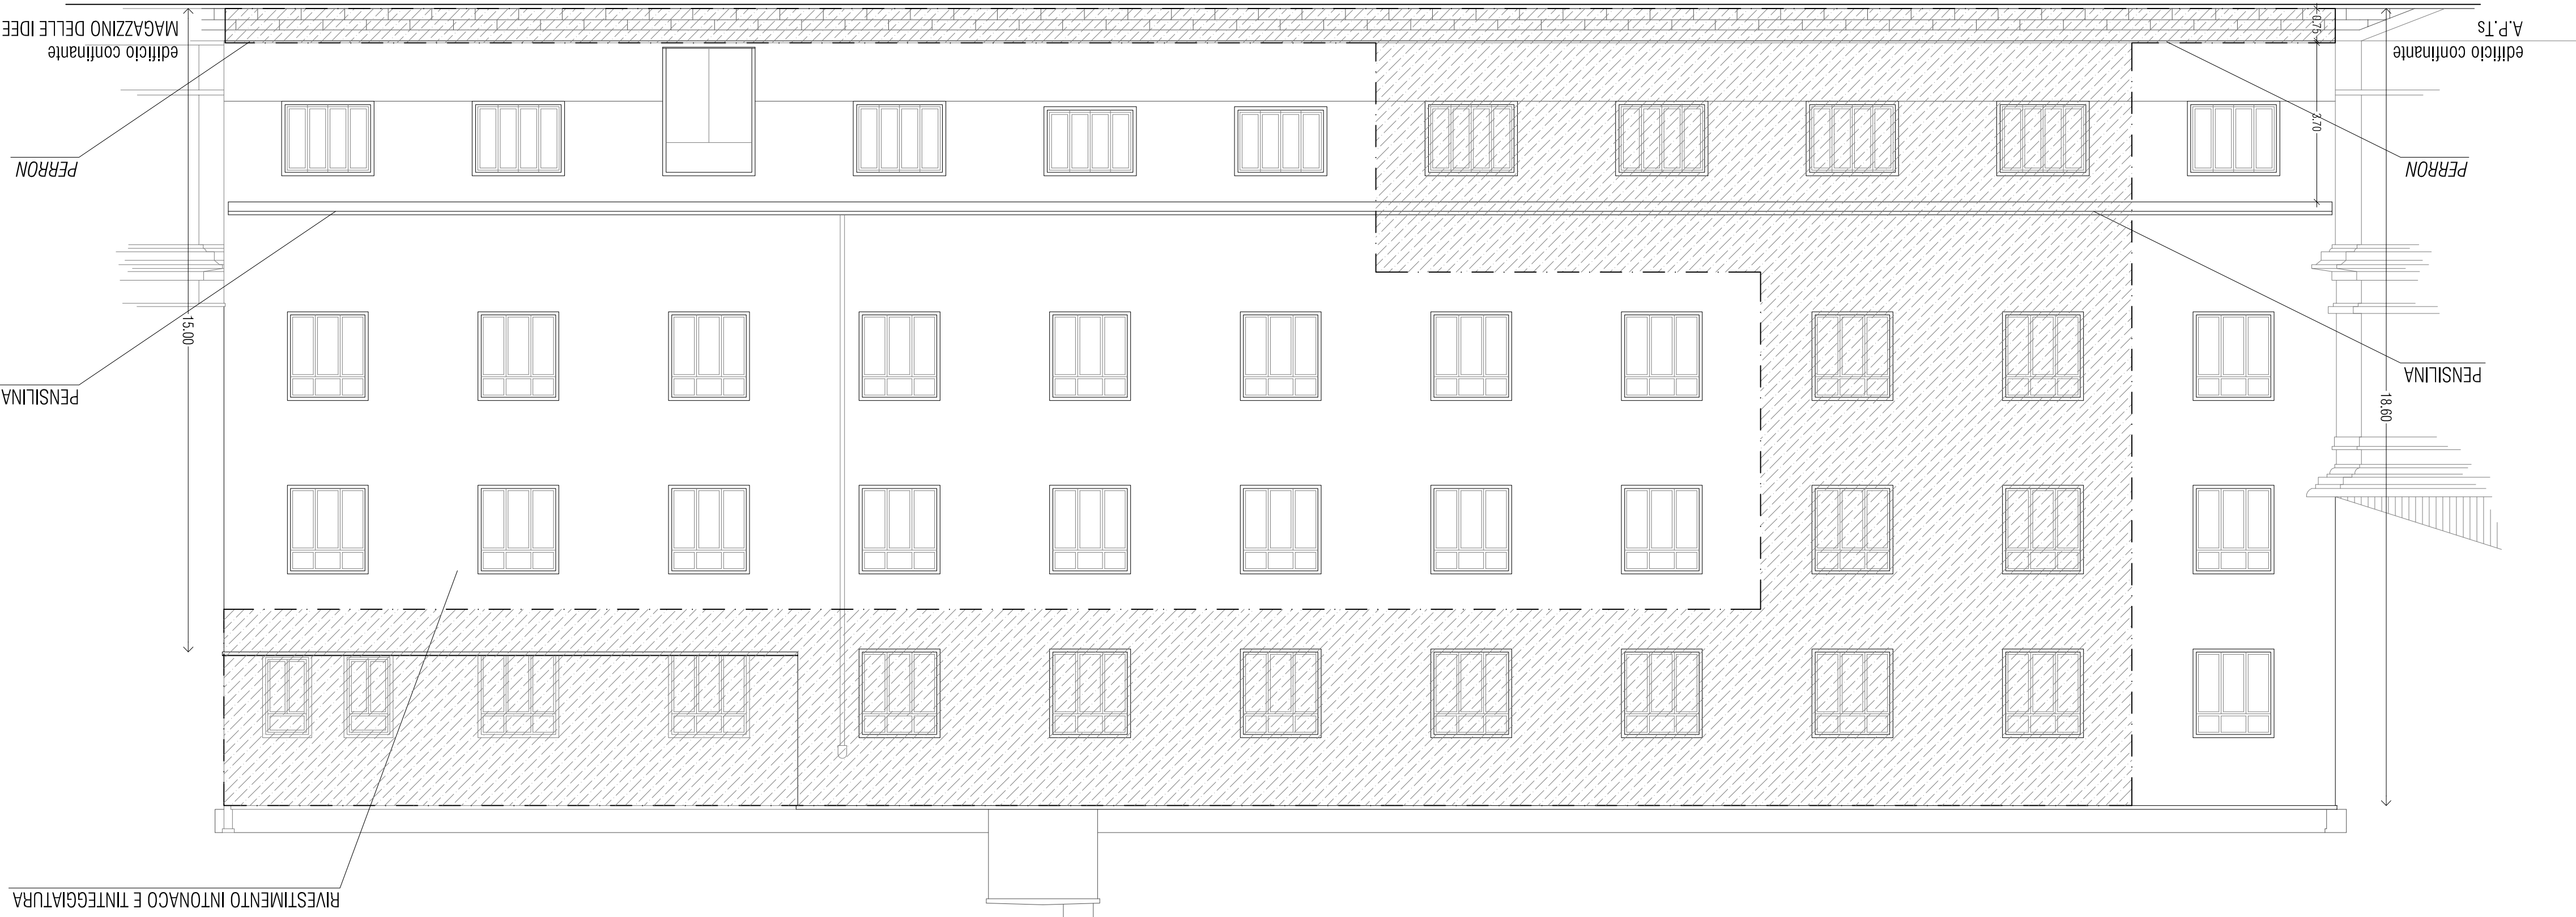 RIVESTIMENTO INTONACO E TINTEGGIATURA
18.60
PENSILINA
PENSILINA
15.00
PERRON
PERRON
3.70
edificio confinante
A.P.Ts
edificio confinante
MAGAZZINO DELLE IDEE
0.75